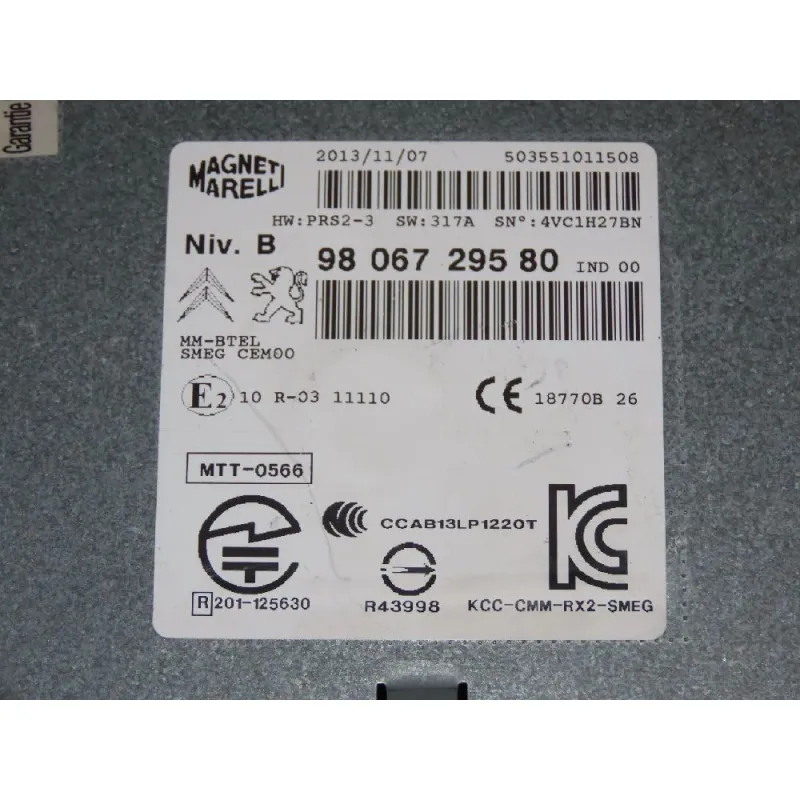 Garantie
MAGNETI
MARELLI
2013/11/07 503551011508
HW:PRS2-3 SW:317A SN°:4VC1H27BN
Niv. B 98 067 295 80 IND 00
MM-BTEL
SMEG CEM00
E2 10 R-03 11110 CE 18770B 26
MTT-0566
CCAB13LP1220T
R 201-125630 R43998 KCC-CMM-RX2-SMEG